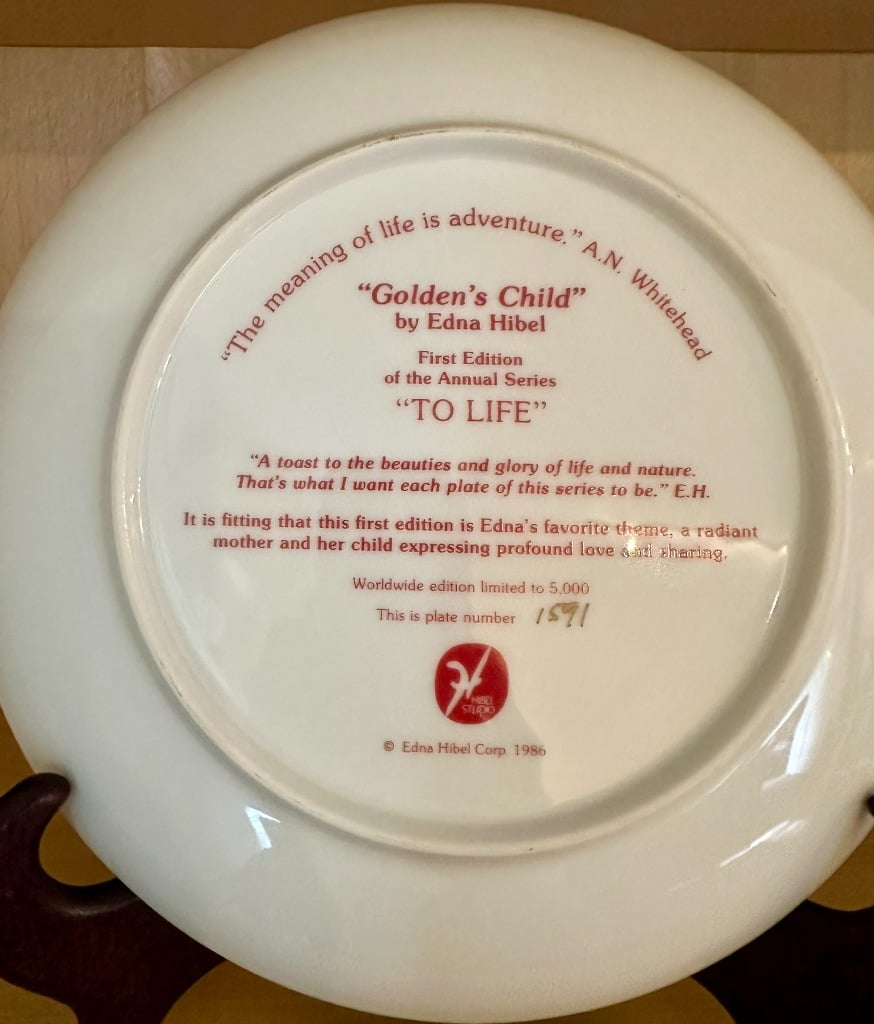 “The meaning of life is adventure.” A.N. Whitehead
“Golden’s Child”
by Edna Hibel
First Edition
of the Annual Series
“TO LIFE”
“A toast to the beauties and glory of life and nature.
That’s what I want each plate of this series to be.” E.H.
It is fitting that this first edition is Edna’s favorite theme, a radiant
mother and her child expressing profound love and sharing.
Worldwide edition limited to 5,000
This is plate number 1591
HIBEL
STUDIO
© Edna Hibel Corp. 1986